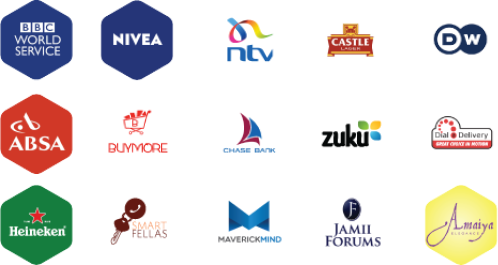 BBC
WORLD
SERVICE
NIVEA
ntv
CASTLE
LAGER
DW
ABSA
BUYMORE
CHASE BANK
zuku
Dial Delivery
GREAT CHOICE IN MOTION
Heineken
SMART
FELLAS
MAVERICKMIND
F
JAMII
FORUMS
Amaiya